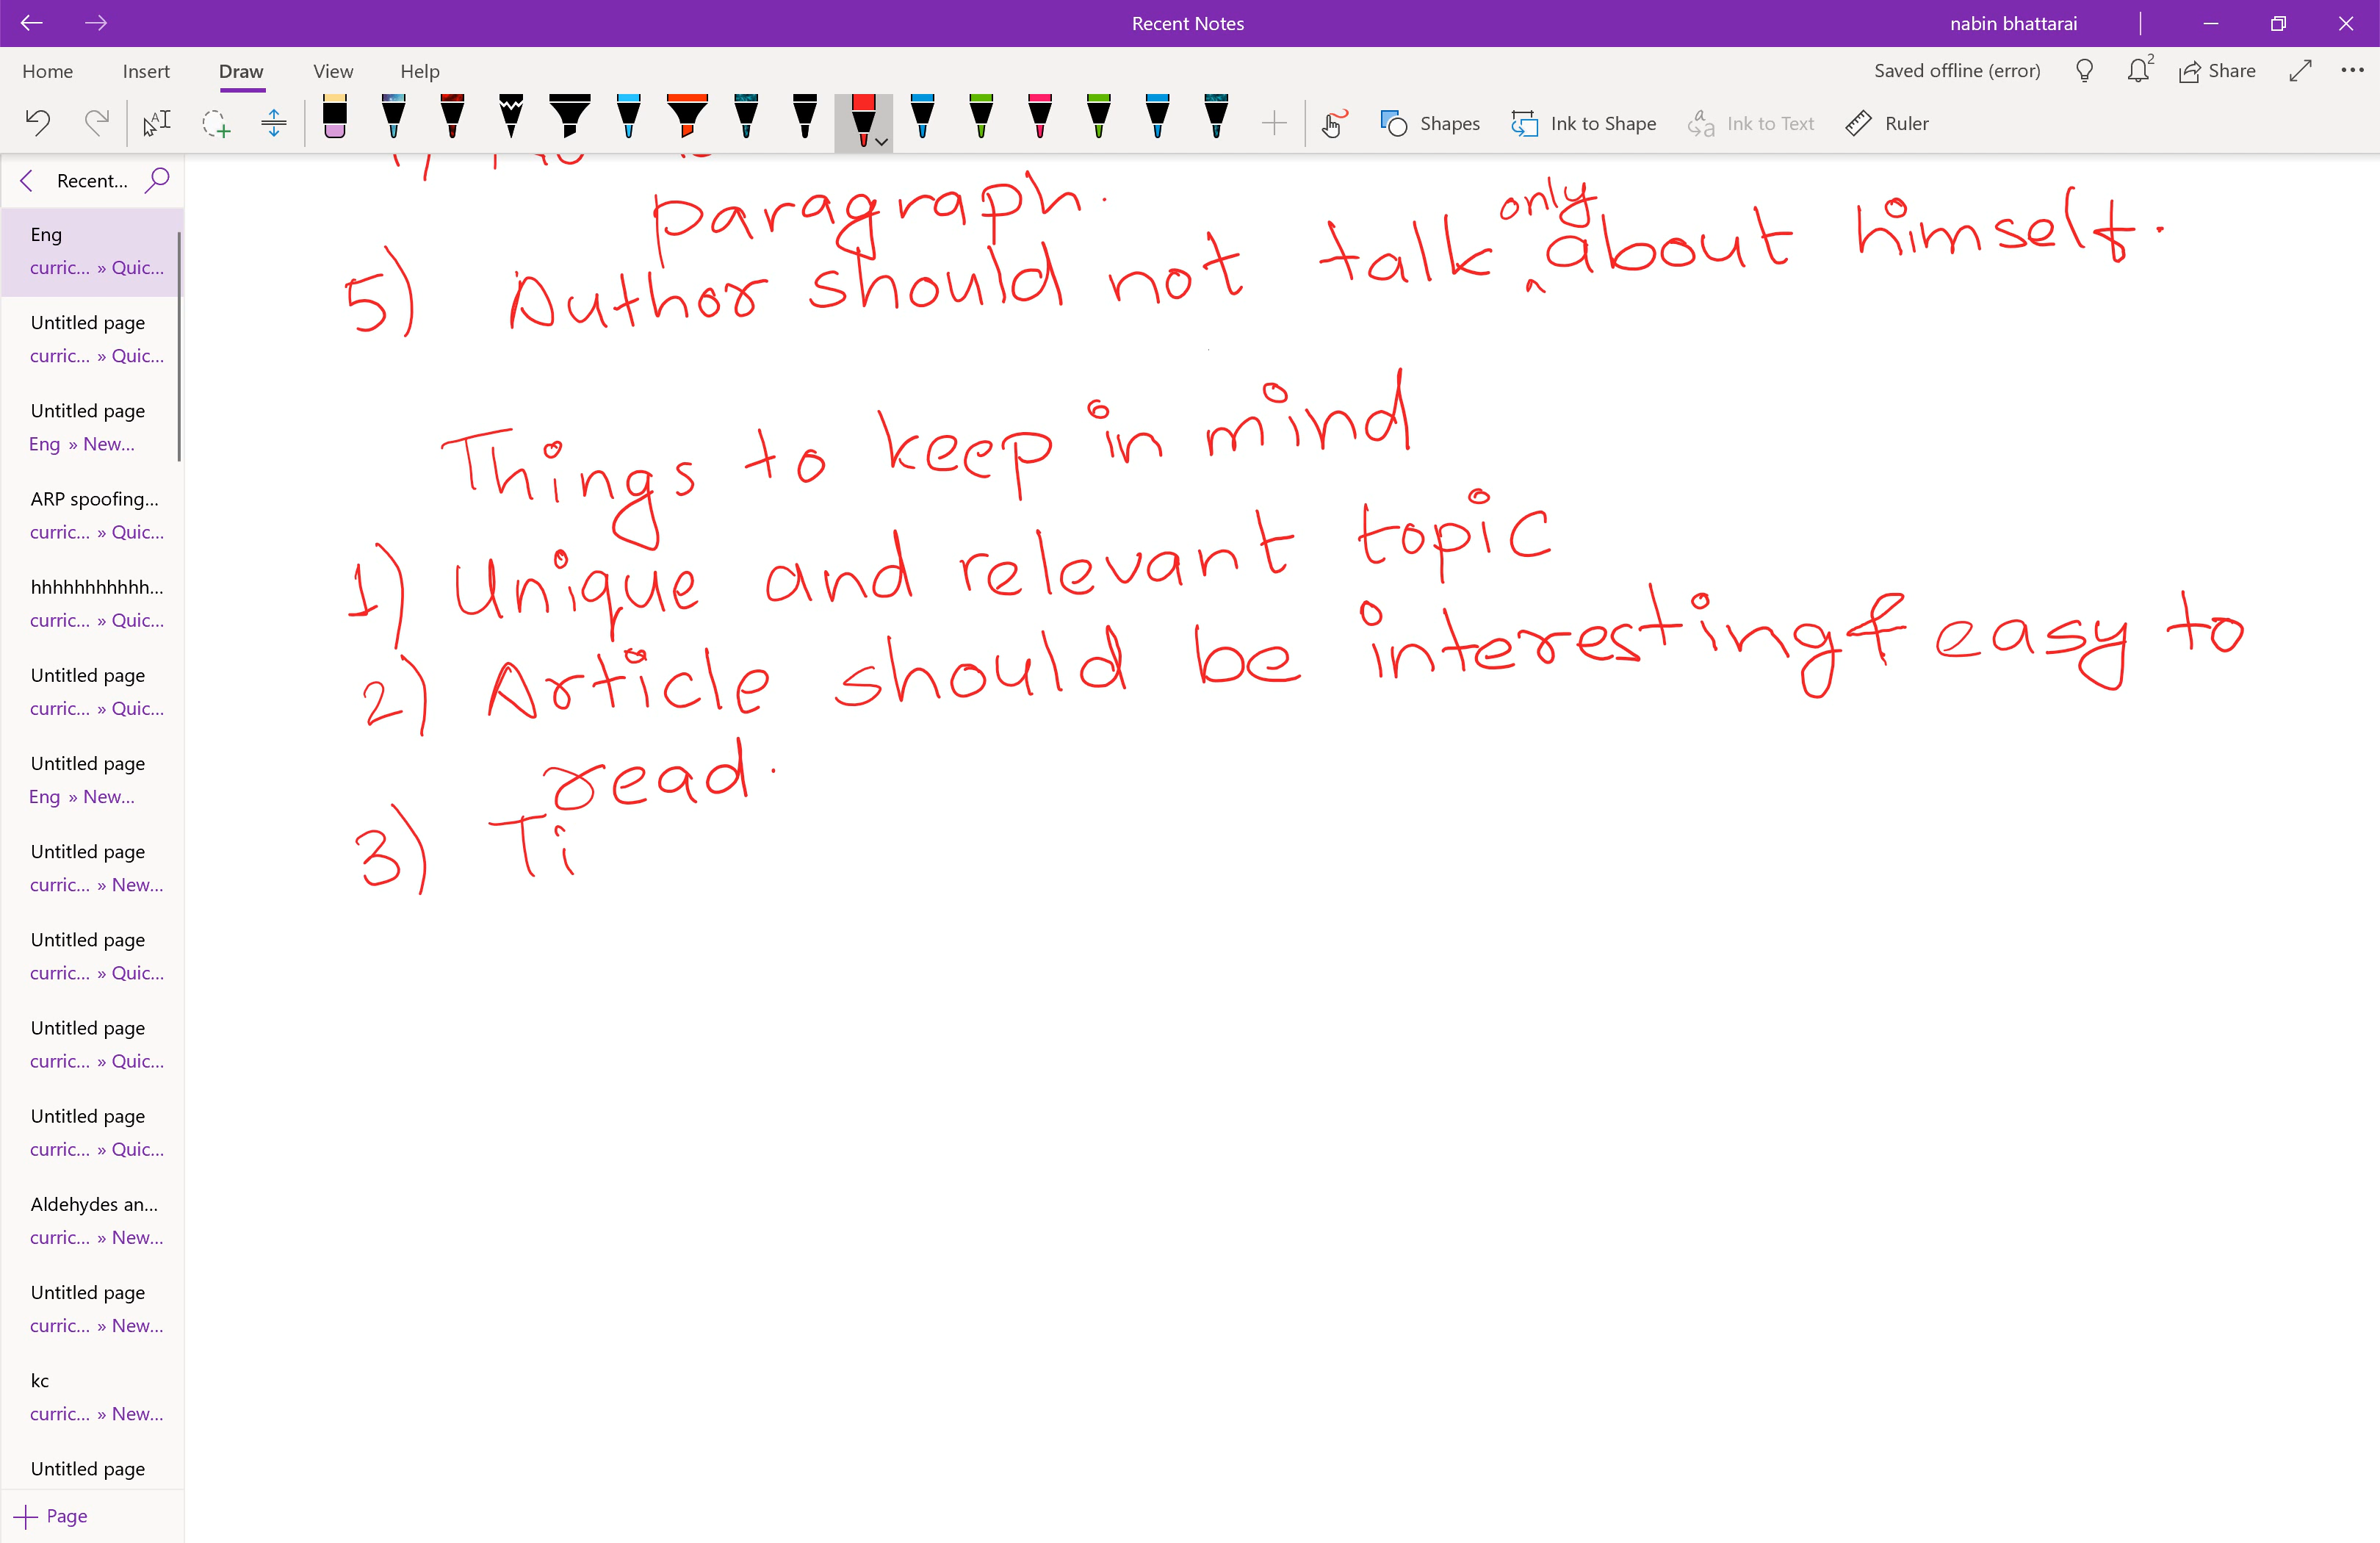 Recent Notes
nabin bhattarai
Home Insert Draw View Help
Saved offline (error) 2 Share
Shapes Ink to Shape Ink to Text Ruler
Recent...
Eng
curric... » Quic...
Untitled page
curric... » Quic...
Untitled page
Eng » New...
ARP spoofing...
curric... » Quic...
hhhhhhhhhhh...
curric... » Quic...
Untitled page
curric... » Quic...
Untitled page
Eng » New...
Untitled page
curric... » New...
Untitled page
curric... » Quic...
Untitled page
curric... » Quic...
Untitled page
curric... » Quic...
Aldehydes an...
curric... » New...
Untitled page
curric... » New...
kc
curric... » New...
Untitled page
Page
paragraph.
5) Author should not talk only about himself.
Things to keep in mind
1) Unique and relevant topic
2) Article should be interesting & easy to
read.
3) Ti